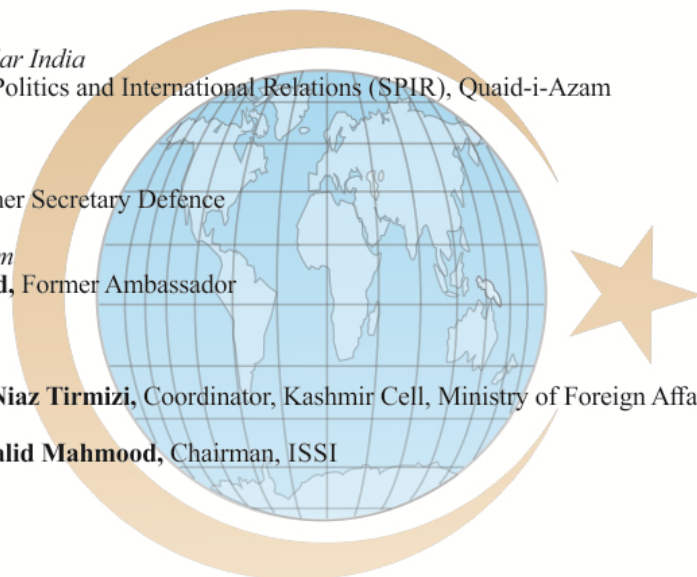 lar India
Politics and International Relations (SPIR), Quaid-i-Azam
ner Secretary Defence
m
d, Former Ambassador
Niaz Tirmizi, Coordinator, Kashmir Cell, Ministry of Foreign Affa
alid Mahmood, Chairman, ISSI